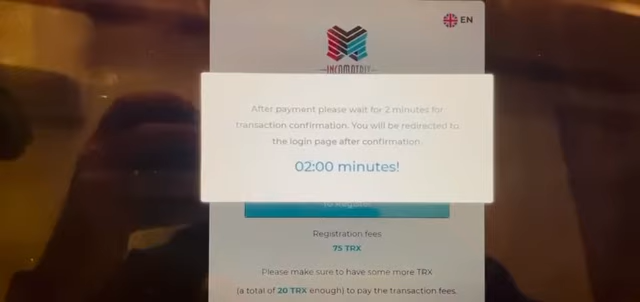 EN
After payment please wait for 2 minutes for
transaction confirmation. You will be redirected to
the login page after confirmation.
02:00 minutes!
To Register
Registration fees
75 TRX
Please make sure to have some more TRX
(a total of 20 TRX enough) to pay the transaction fees.